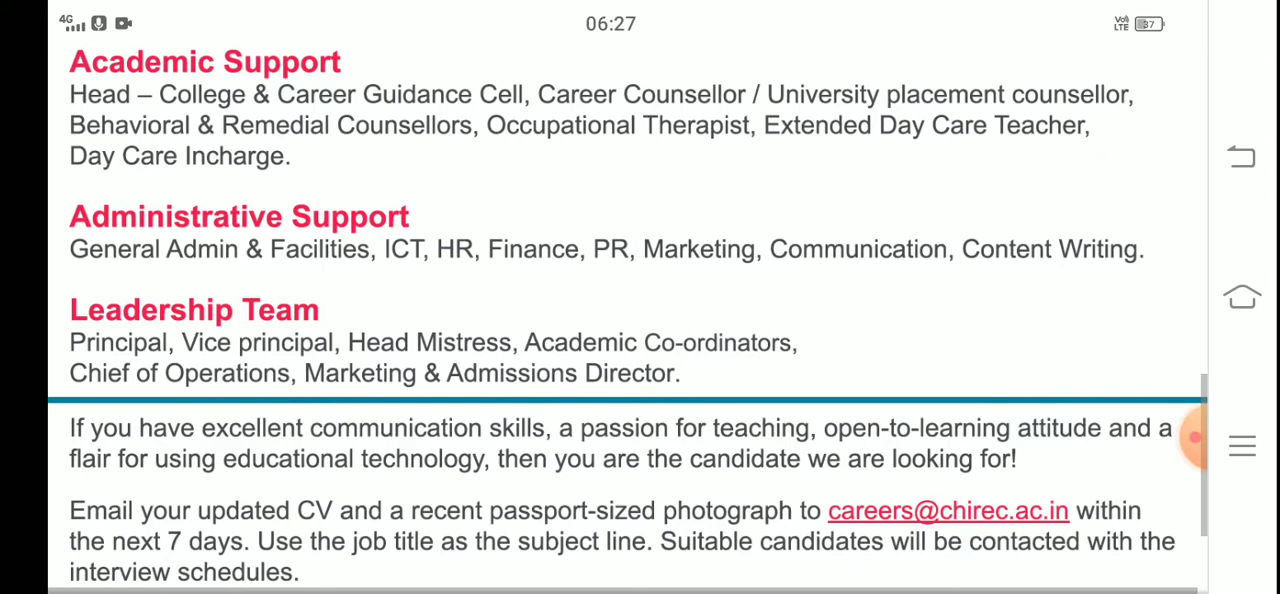 4G 06:27 Vo) LTE 37
Academic Support
Head – College & Career Guidance Cell, Career Counsellor / University placement counsellor,
Behavioral & Remedial Counsellors, Occupational Therapist, Extended Day Care Teacher,
Day Care Incharge.
Administrative Support
General Admin & Facilities, ICT, HR, Finance, PR, Marketing, Communication, Content Writing.
Leadership Team
Principal, Vice principal, Head Mistress, Academic Co-ordinators,
Chief of Operations, Marketing & Admissions Director.
If you have excellent communication skills, a passion for teaching, open-to-learning attitude and a
flair for using educational technology, then you are the candidate we are looking for!
Email your updated CV and a recent passport-sized photograph to careers@chirec.ac.in within
the next 7 days. Use the job title as the subject line. Suitable candidates will be contacted with the
interview schedules.